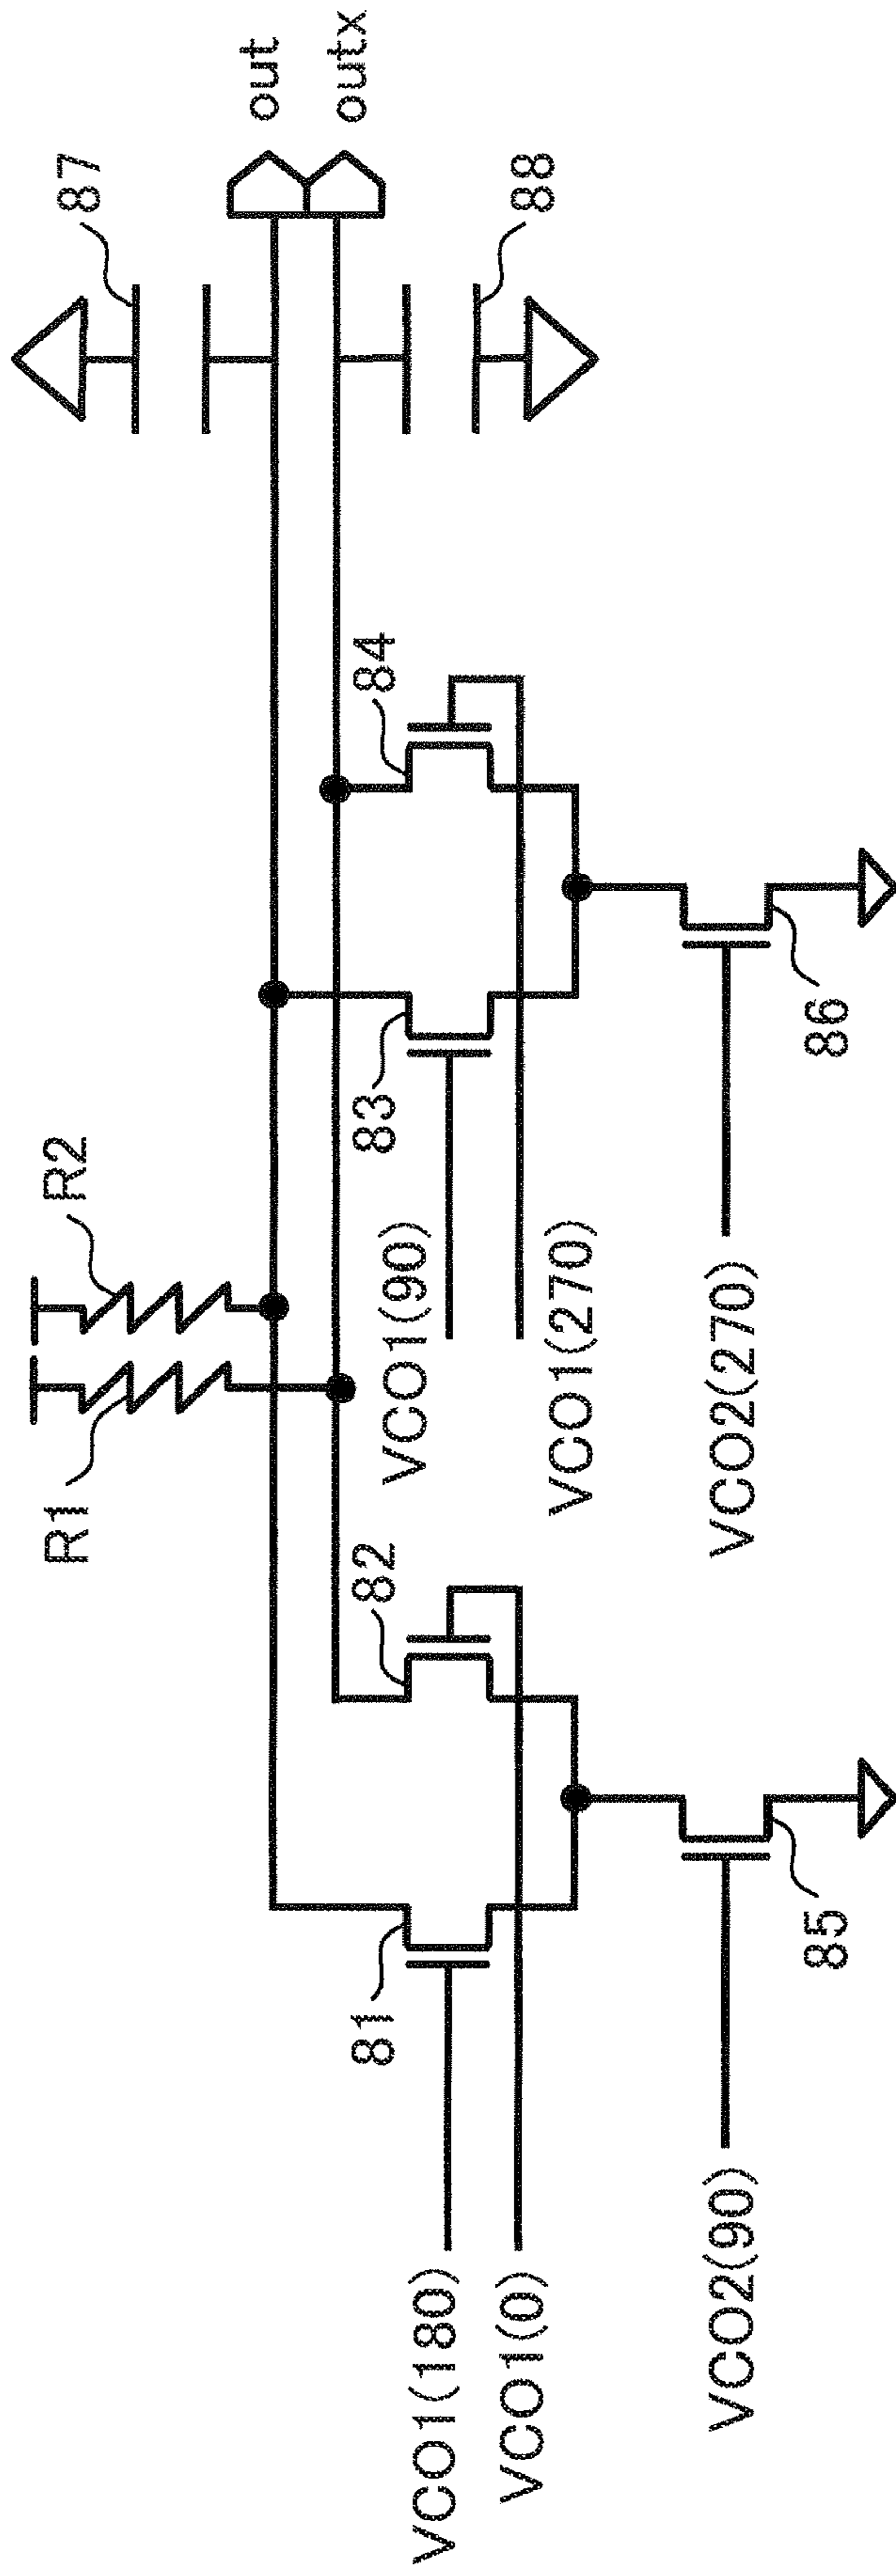 87
out
outx
88
R2
R1
84
83
VCO1(90)
VCO1(270)
86
VCO2(270)
82
81
VCO1(180)
VCO1(0)
85
VCO2(90)